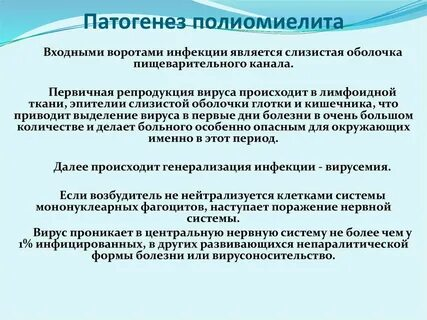 Патогенез полиомиелита
Входными воротами инфекции является слизистая оболочка
пищеварительного канала.
Первичная репродукция вируса происходит в лимфоидной
ткани, эпителии слизистой оболочки глотки и кишечника, что
приводит выделение вируса в первые дни болезни в очень большом
количестве и делает больного особенно опасным для окружающих
именно в этот период.
Далее происходит генерализация инфекции - вирусемия.
Если возбудитель не нейтрализуется клетками системы
мононуклеарных фагоцитов, наступает поражение нервной
системы.
Вирус проникает в центральную нервную систему не более чем у
1% инфицированных, в других развивающихся непаралитической
формы болезни или вирусоносительство.